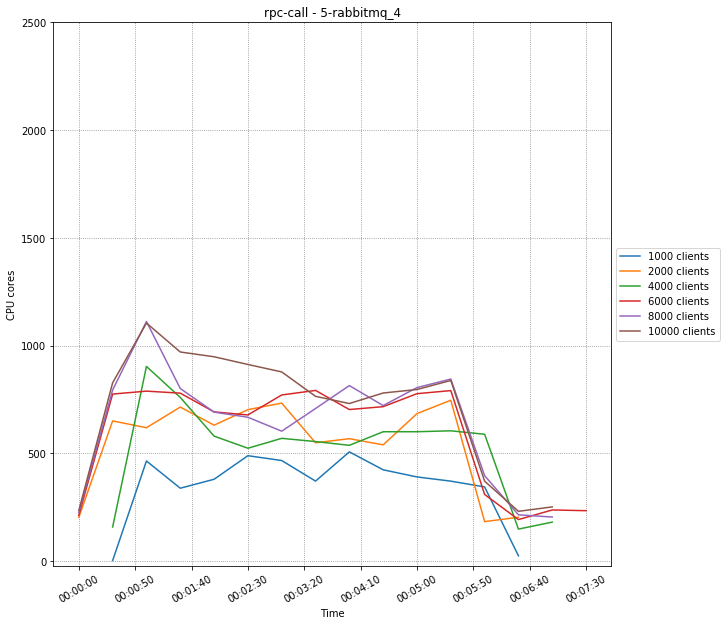 rpc-call - 5-rabbitmq_4
2500
2000
1500
1000
500
0
CPU cores
00:00:00
00:00:50
00:01:40
00:02:30
00:03:20
00:04:10
00:05:00
00:05:50
00:06:40
00:07:30
Time
1000 clients
2000 clients
4000 clients
6000 clients
8000 clients
10000 clients